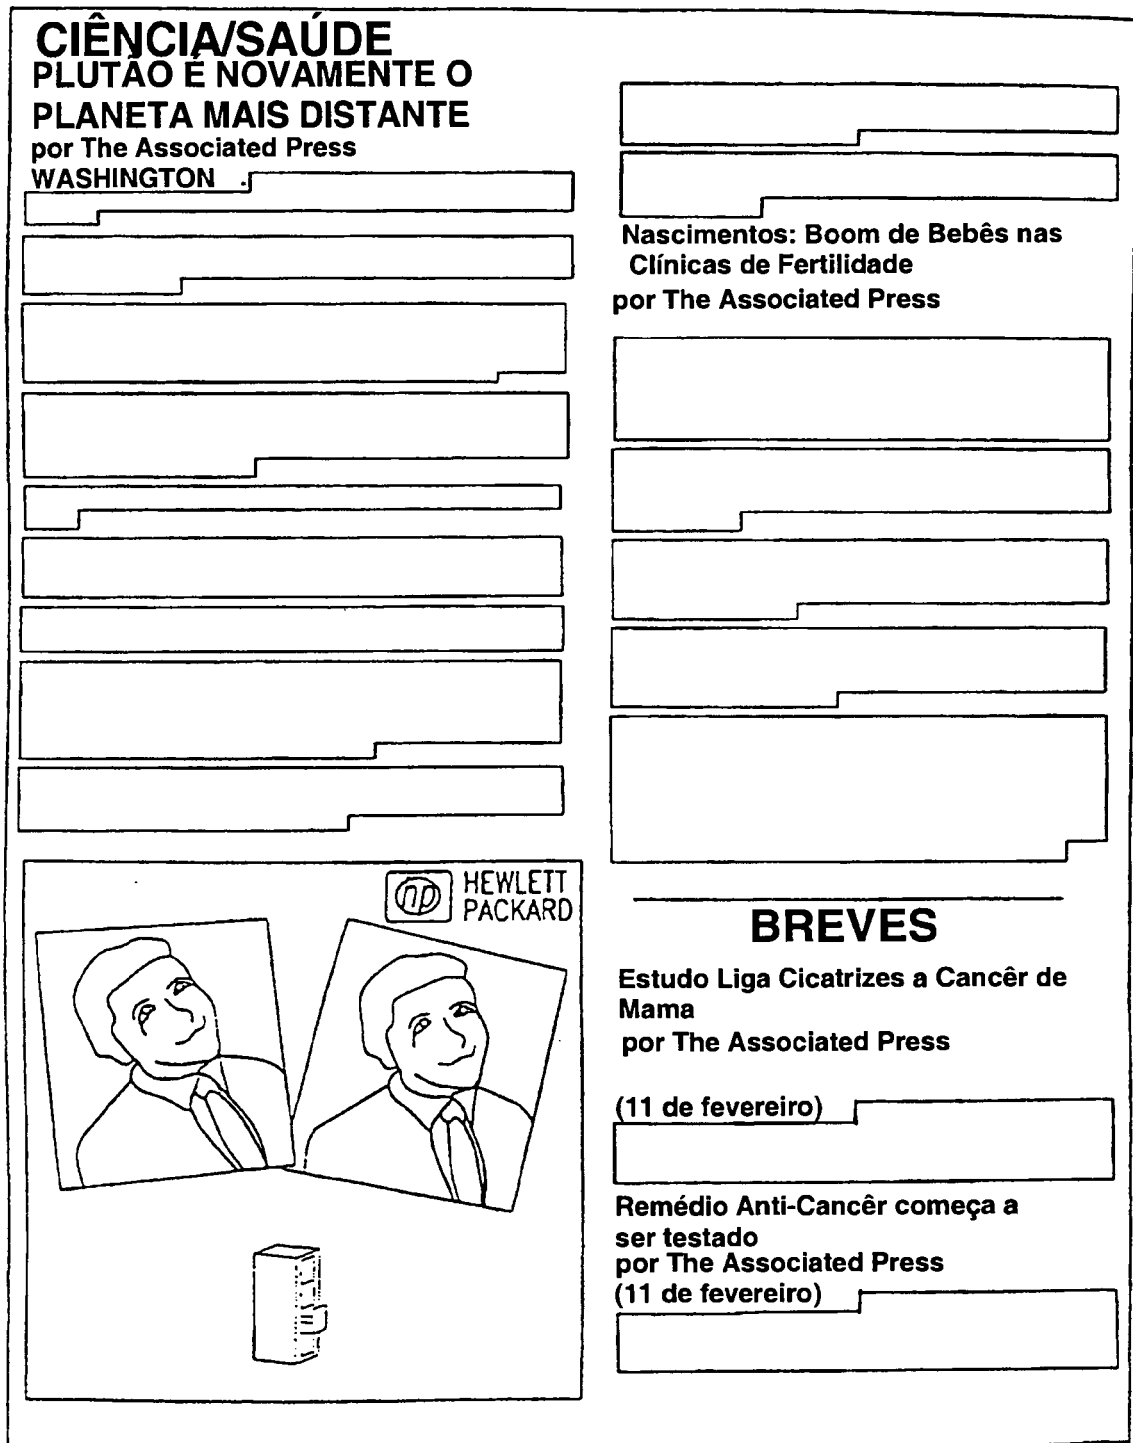 CIÊNCIA/SAÚDE
PLUTÃO É NOVAMENTE O
PLANETA MAIS DISTANTE
por The Associated Press
WASHINGTON
HEWLETT
PACKARD
Nascimentos: Boom de Bebês nas
Clínicas de Fertilidade
por The Associated Press
BREVES
Estudo Liga Cicatrizes a Cancêr de
Mama
por The Associated Press
(11 de fevereiro)
Remédio Anti-Cancêr começa a
ser testado
por The Associated Press
(11 de fevereiro)